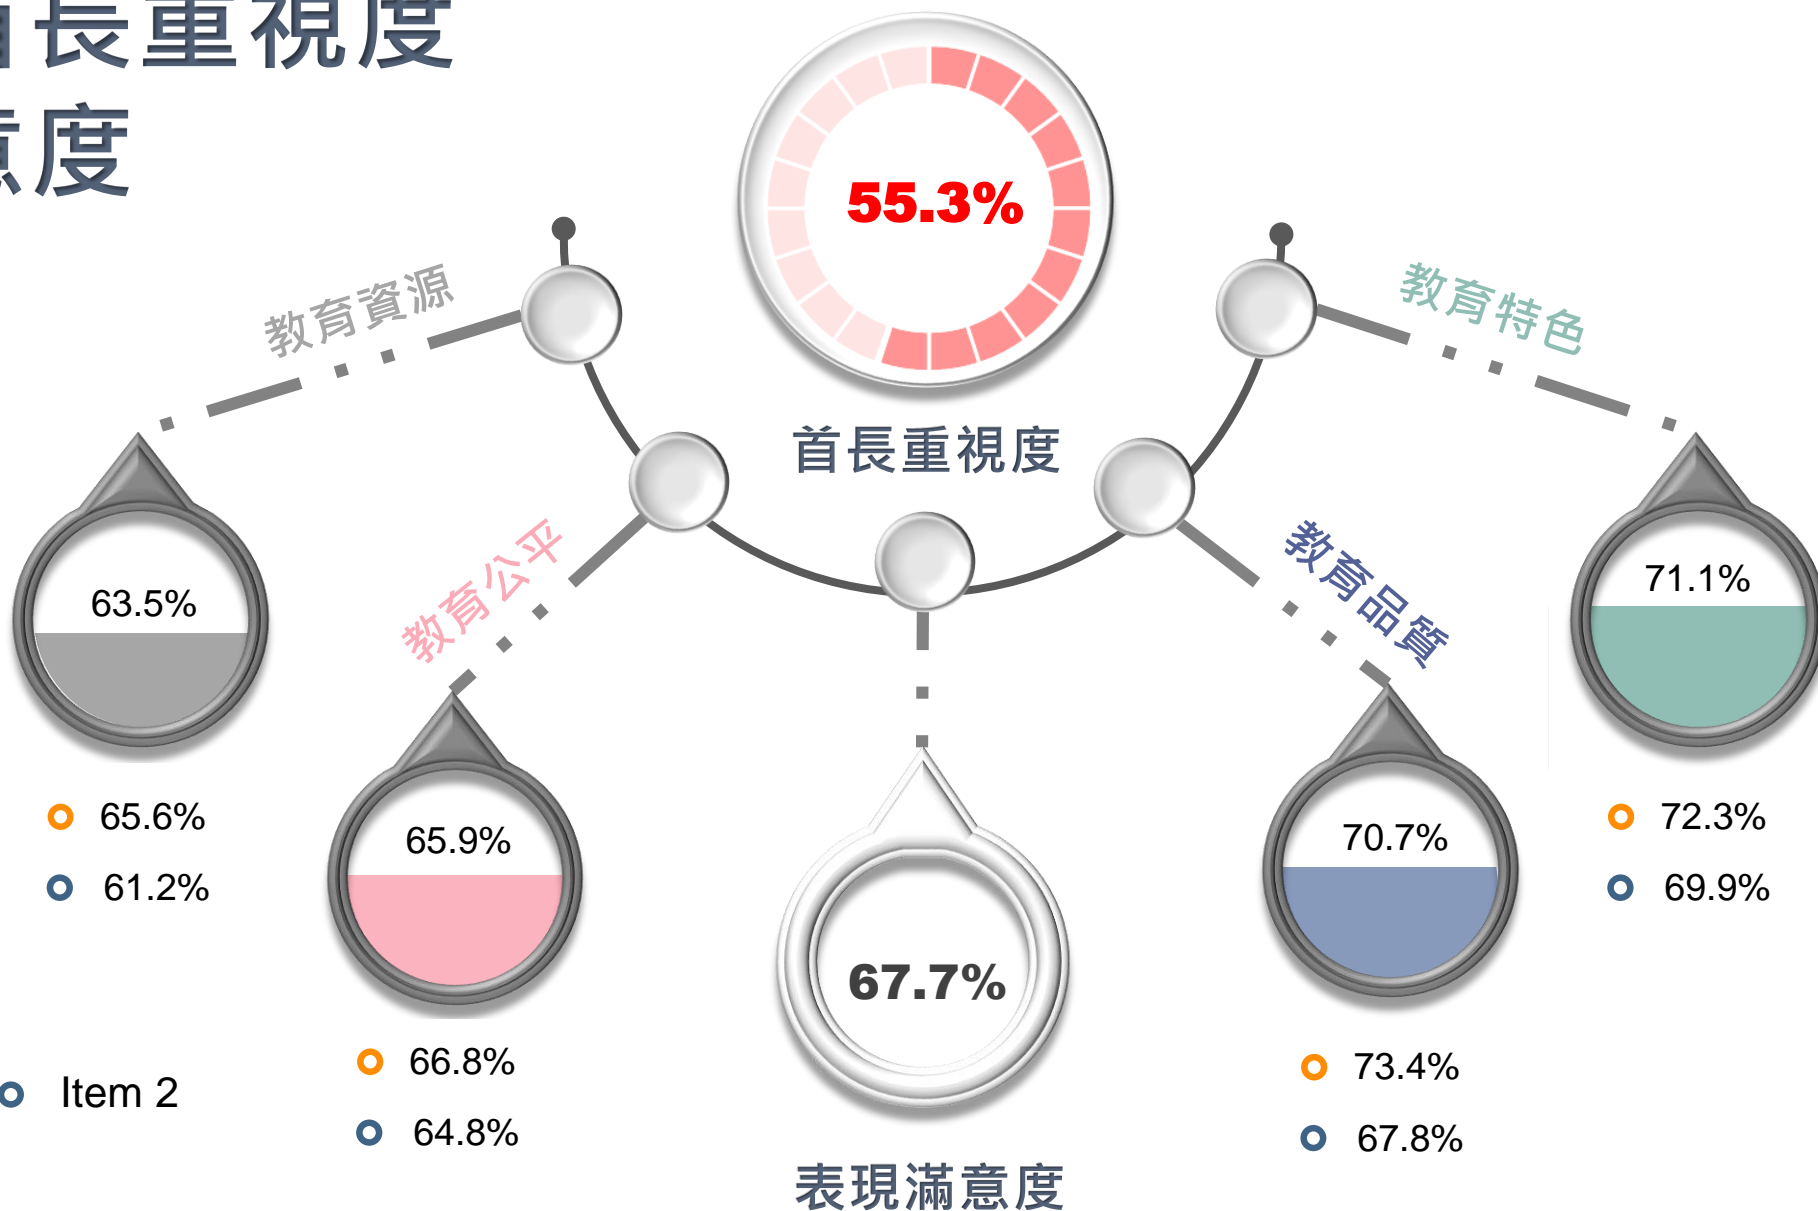 長重視度
意度
55.3%
首長重視度
教育資源
63.5%
65.6%
61.2%
教育公平
65.9%
66.8%
64.8%
67.7%
表現滿意度
教育品質
70.7%
73.4%
67.8%
教育特色
71.1%
72.3%
69.9%
Item 2